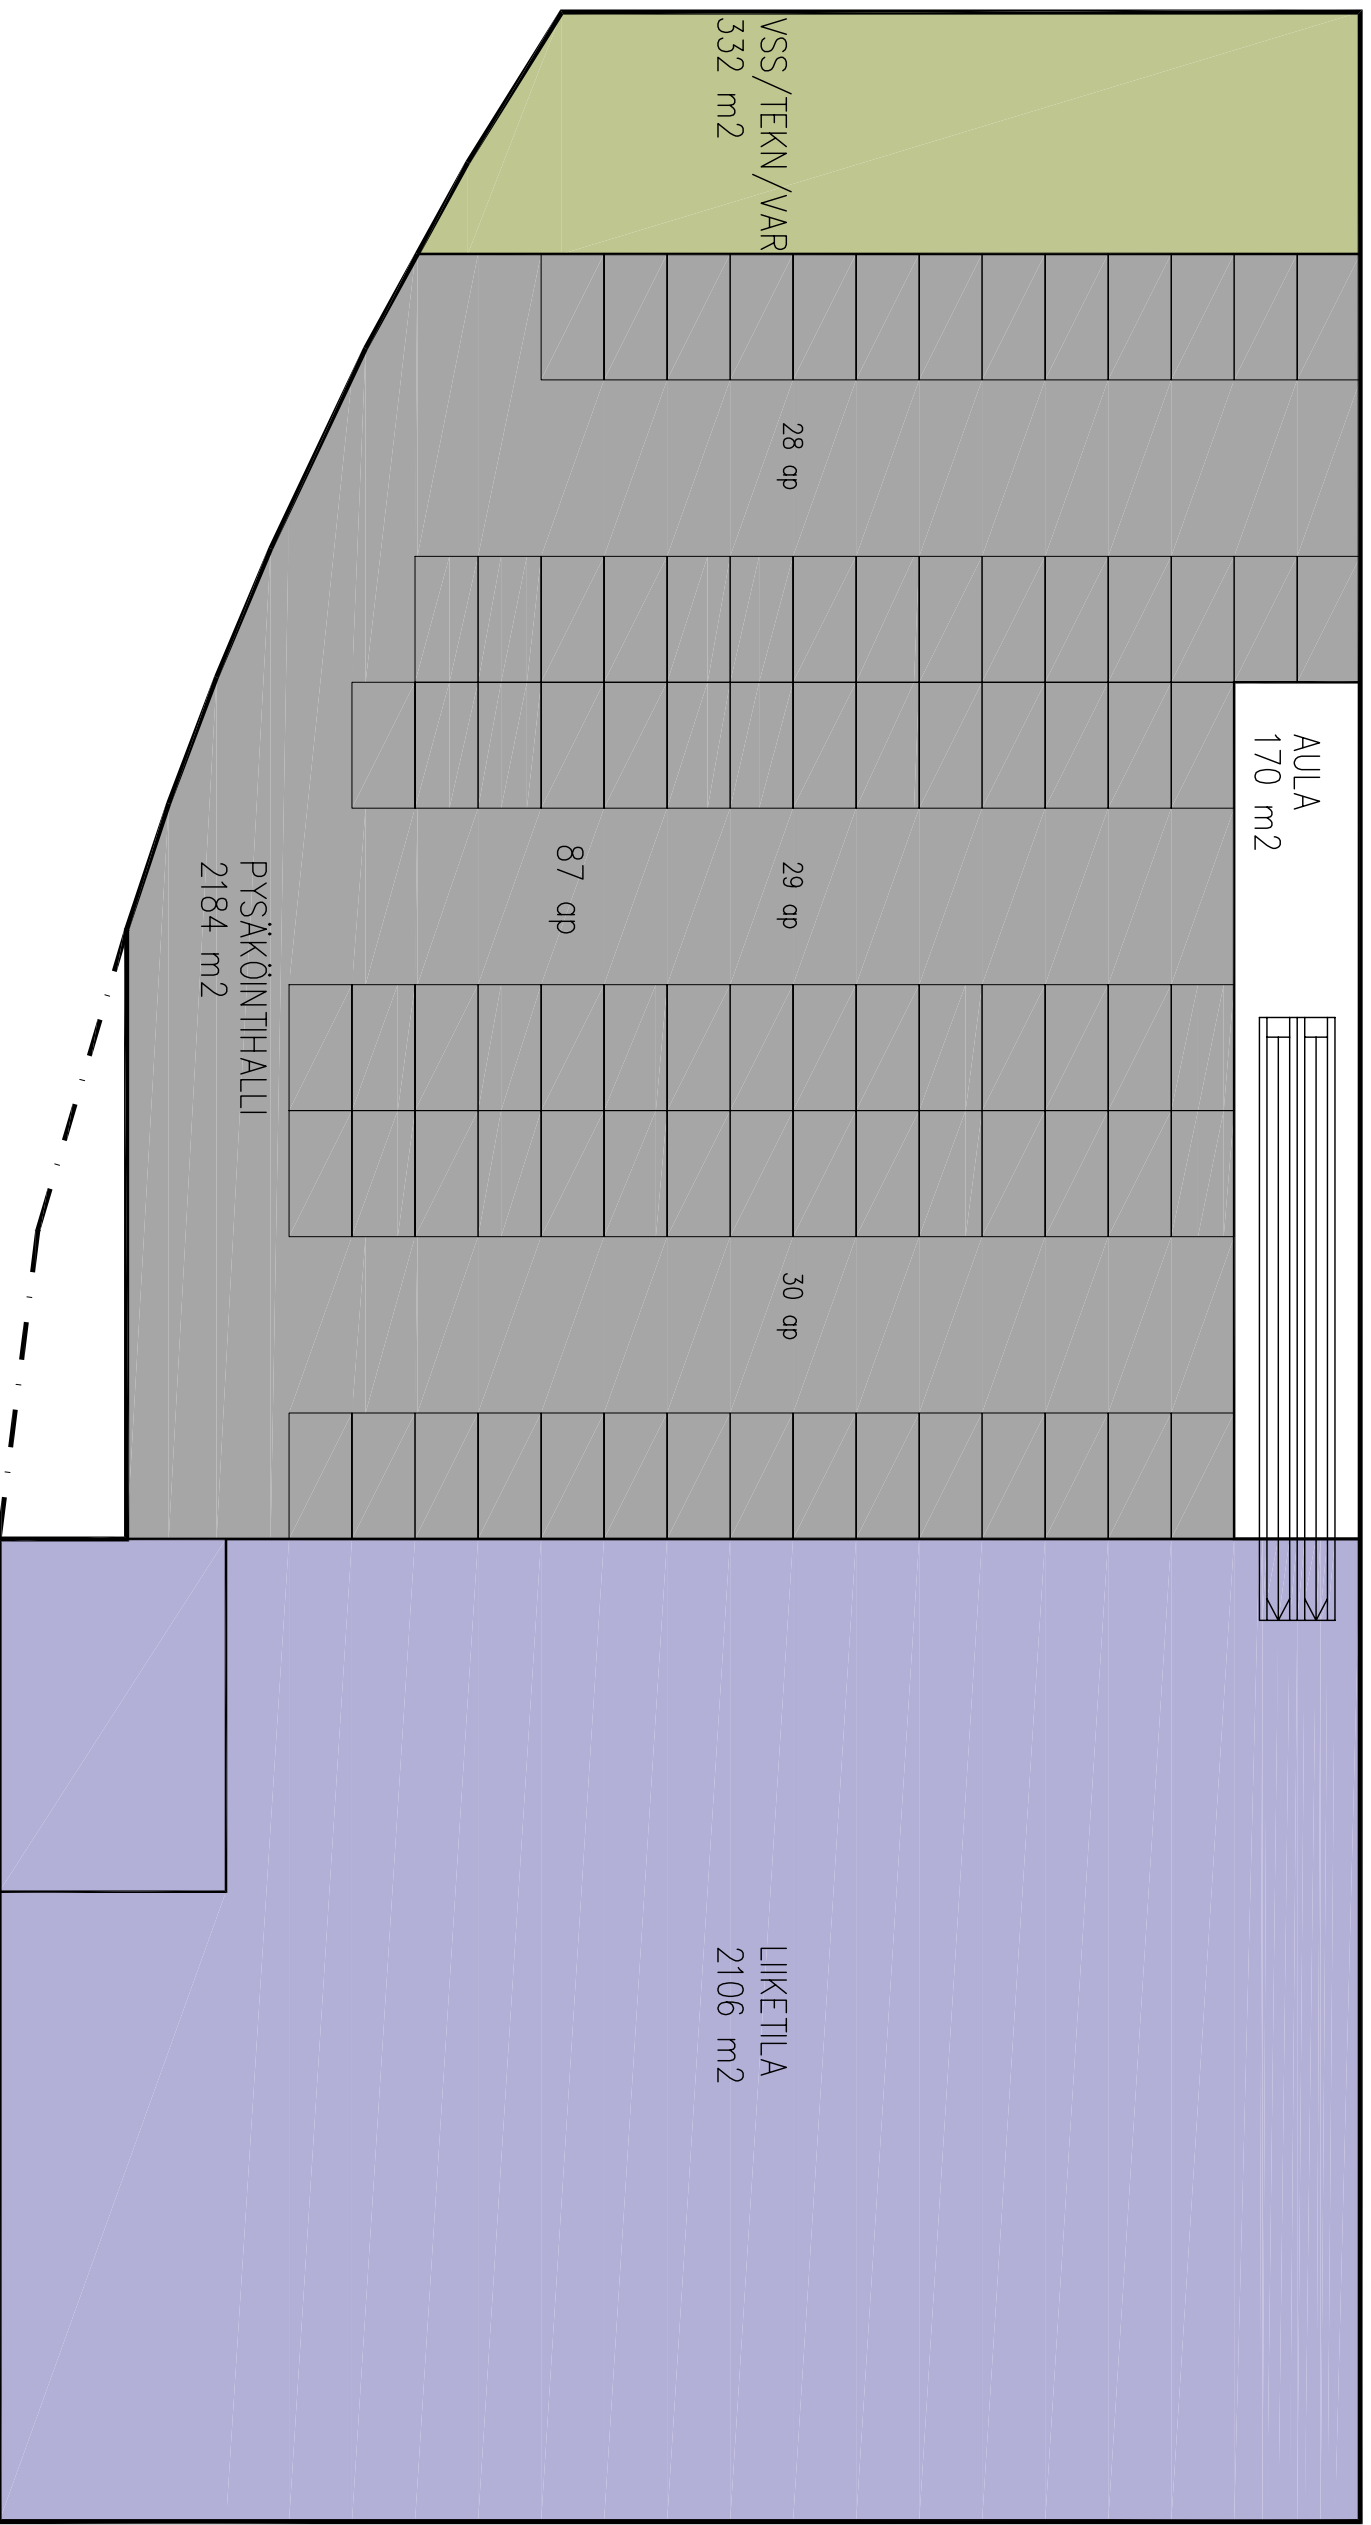 VSS/TEKN/VAR
332 m2
28 ap
AULA
170 m2
29 ap
87 ap
PYSÄKÖINTIHALLI
2184 m2
30 ap
LIIKETILA
2106 m2